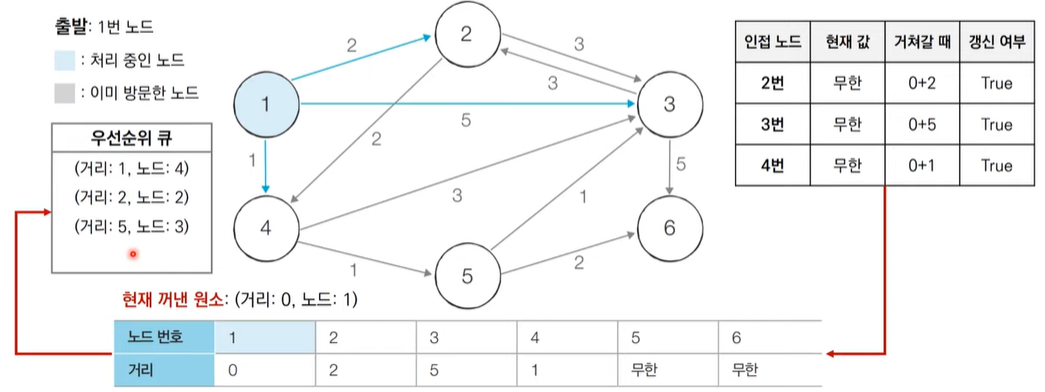 출발: 1번 노드
: 처리 중인 노드
: 이미 방문한 노드
우선순위 큐
(거리: 1, 노드: 4)
(거리: 2, 노드: 2)
(거리: 5, 노드: 3)
1
2
3
4
5
6
2
3
3
5
2
1
3
5
1
1
2
인접 노드 현재 값 거쳐갈 때 갱신 여부
2번 무한 0+2 True
3번 무한 0+5 True
4번 무한 0+1 True
현재 꺼낸 원소: (거리: 0, 노드: 1)
노드 번호 1 2 3 4 5 6
거리 0 2 5 1 무한 무한